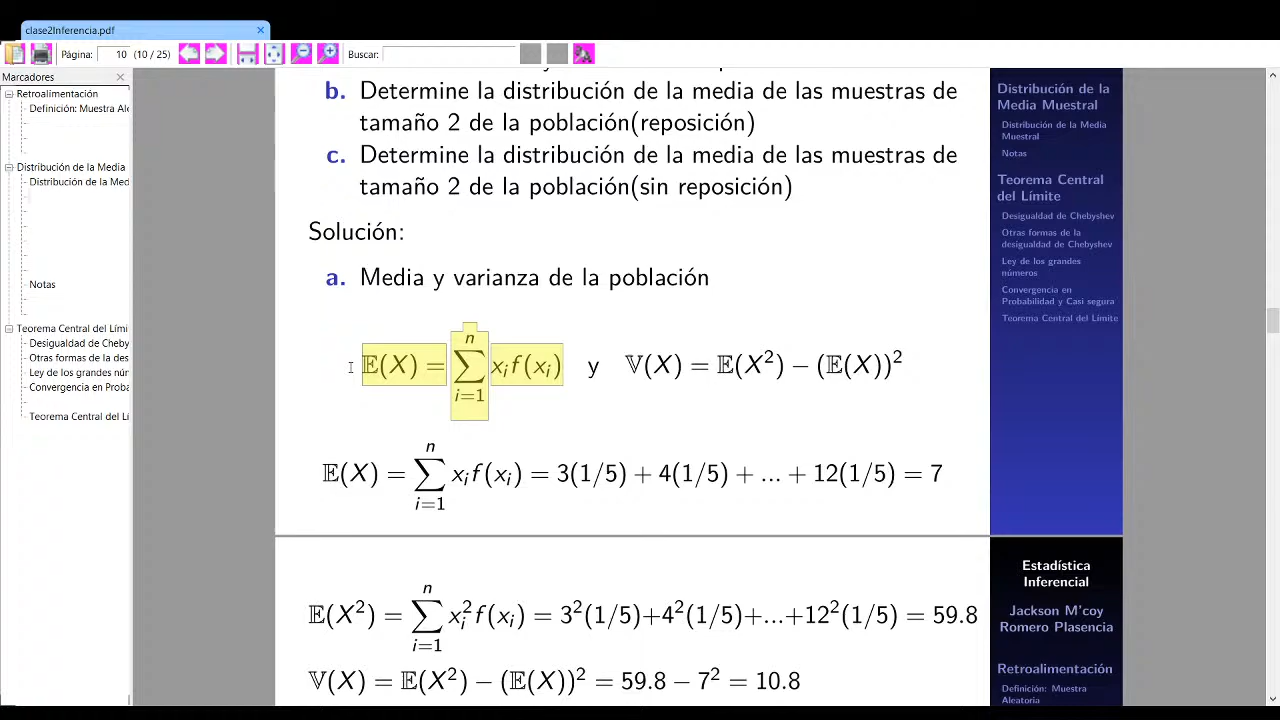 clase2Inferencia.pdf
Página: 10 (10 / 25) Buscar:
Marcadores
Retroalimentación
Definición: Muestra Ale
Distribución de la Media
Distribución de la Media
Notas
Teorema Central del Lími
Desigualdad de Cheby
Otras formas de la des
Ley de los grandes nún
Convergencia en Proba
Teorema Central del Lí
b. Determine la distribución de la media de las muestras de
tamaño 2 de la población(reposición)
c. Determine la distribución de la media de las muestras de
tamaño 2 de la población(sin reposición)
Solución:
a. Media y varianza de la población
𝔼(X) = ∑_{i=1}^{n} x_i f(x_i) y 𝕍(X) = 𝔼(X²) − (𝔼(X))²
𝔼(X) = ∑_{i=1}^{n} x_i f(x_i) = 3(1/5) + 4(1/5) + ... + 12(1/5) = 7
𝔼(X²) = ∑_{i=1}^{n} x_i² f(x_i) = 3²(1/5)+4²(1/5)+...+12²(1/5) = 59.8
𝕍(X) = 𝔼(X²) − (𝔼(X))² = 59.8 − 7² = 10.8
Distribución de la
Media Muestral
Distribución de la Media
Muestral
Notas
Teorema Central
del Límite
Desigualdad de Chebyshev
Otras formas de la
desigualdad de Chebyshev
Ley de los grandes
números
Convergencia en
Probabilidad y Casi segura
Teorema Central del Límite
Estadística
Inferencial
Jackson M'coy
Romero Plasencia
Retroalimentación
Definición: Muestra
Aleatoria